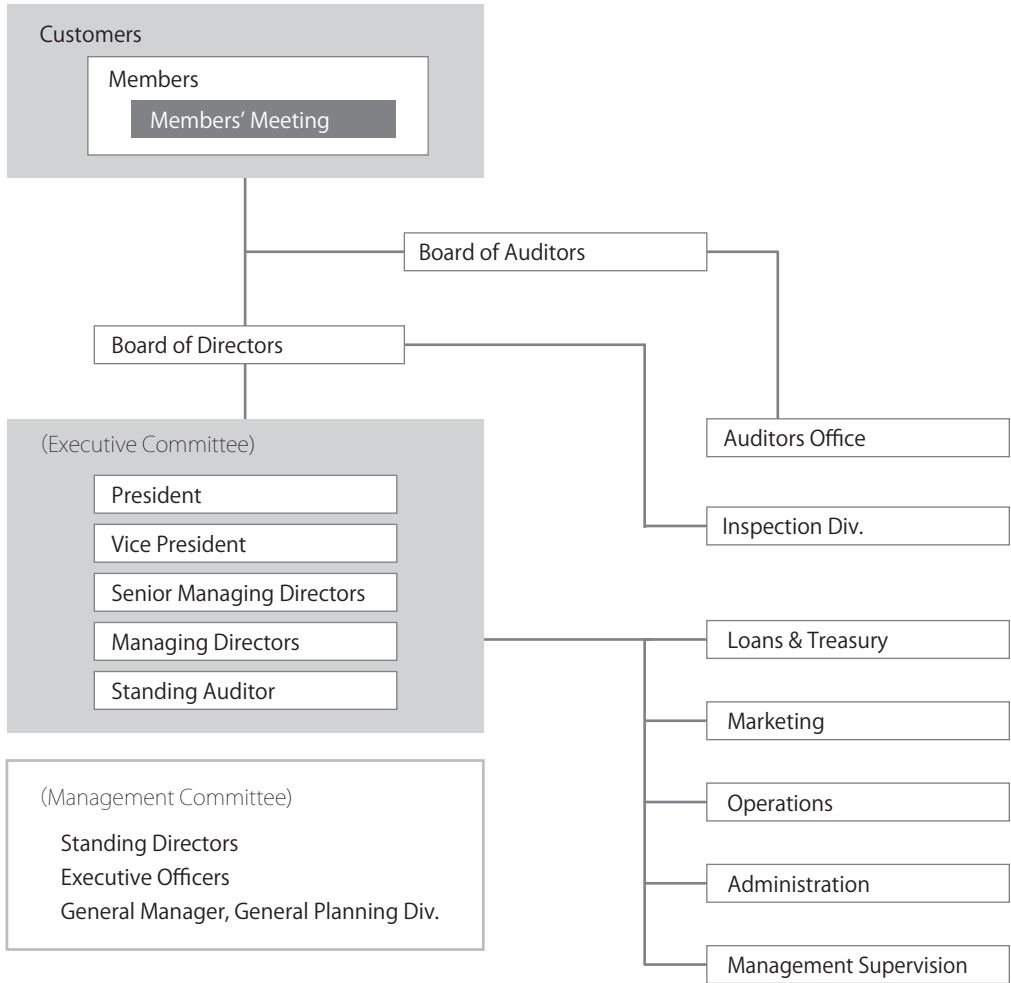 Customers
Members
Members’ Meeting
Board of Auditors
Board of Directors
(Executive Committee)
President
Vice President
Senior Managing Directors
Managing Directors
Standing Auditor
Auditors Office
Inspection Div.
Loans & Treasury
Marketing
Operations
Administration
Management Supervision
(Management Committee)
Standing Directors
Executive Officers
General Manager, General Planning Div.